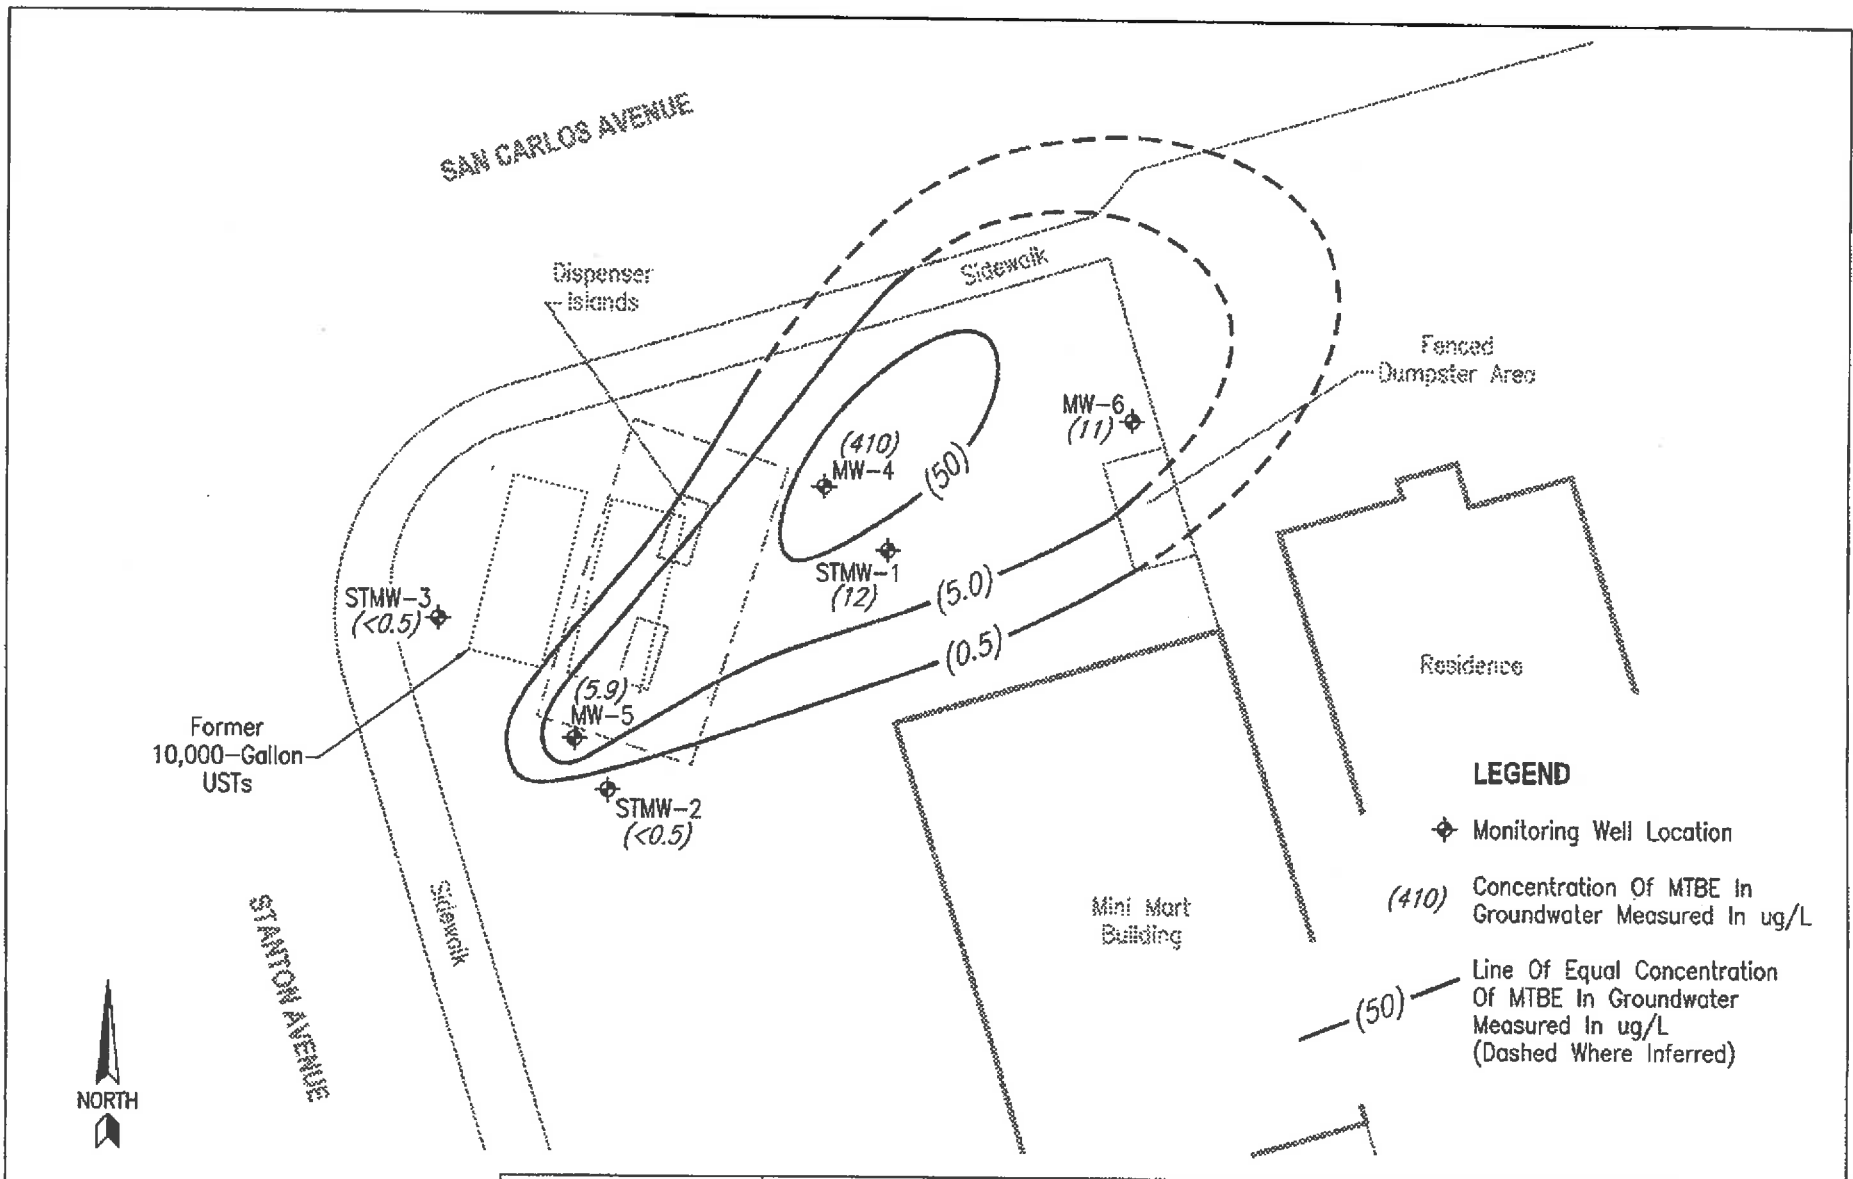 SAN CARLOS AVENUE
Dispenser
Islands
Sidewalk
Fenced
Dumpster Area
MW-6
(11)
(410)
MW-4
(50)
STMW-1
(12)
(5.0)
(0.5)
STMW-3
(<0.5)
(5.9)
MW-5
STMW-2
(<0.5)
Former
10,000-Gallon
USTs
Residence
Mini Mart
Building
Sidewalk
STANTON AVENUE
NORTH
LEGEND
Monitoring Well Location
(410)
Concentration Of MTBE In
Groundwater Measured In ug/L
(50)
Line Of Equal Concentration
Of MTBE In Groundwater
Measured In ug/L
(Dashed Where Inferred)